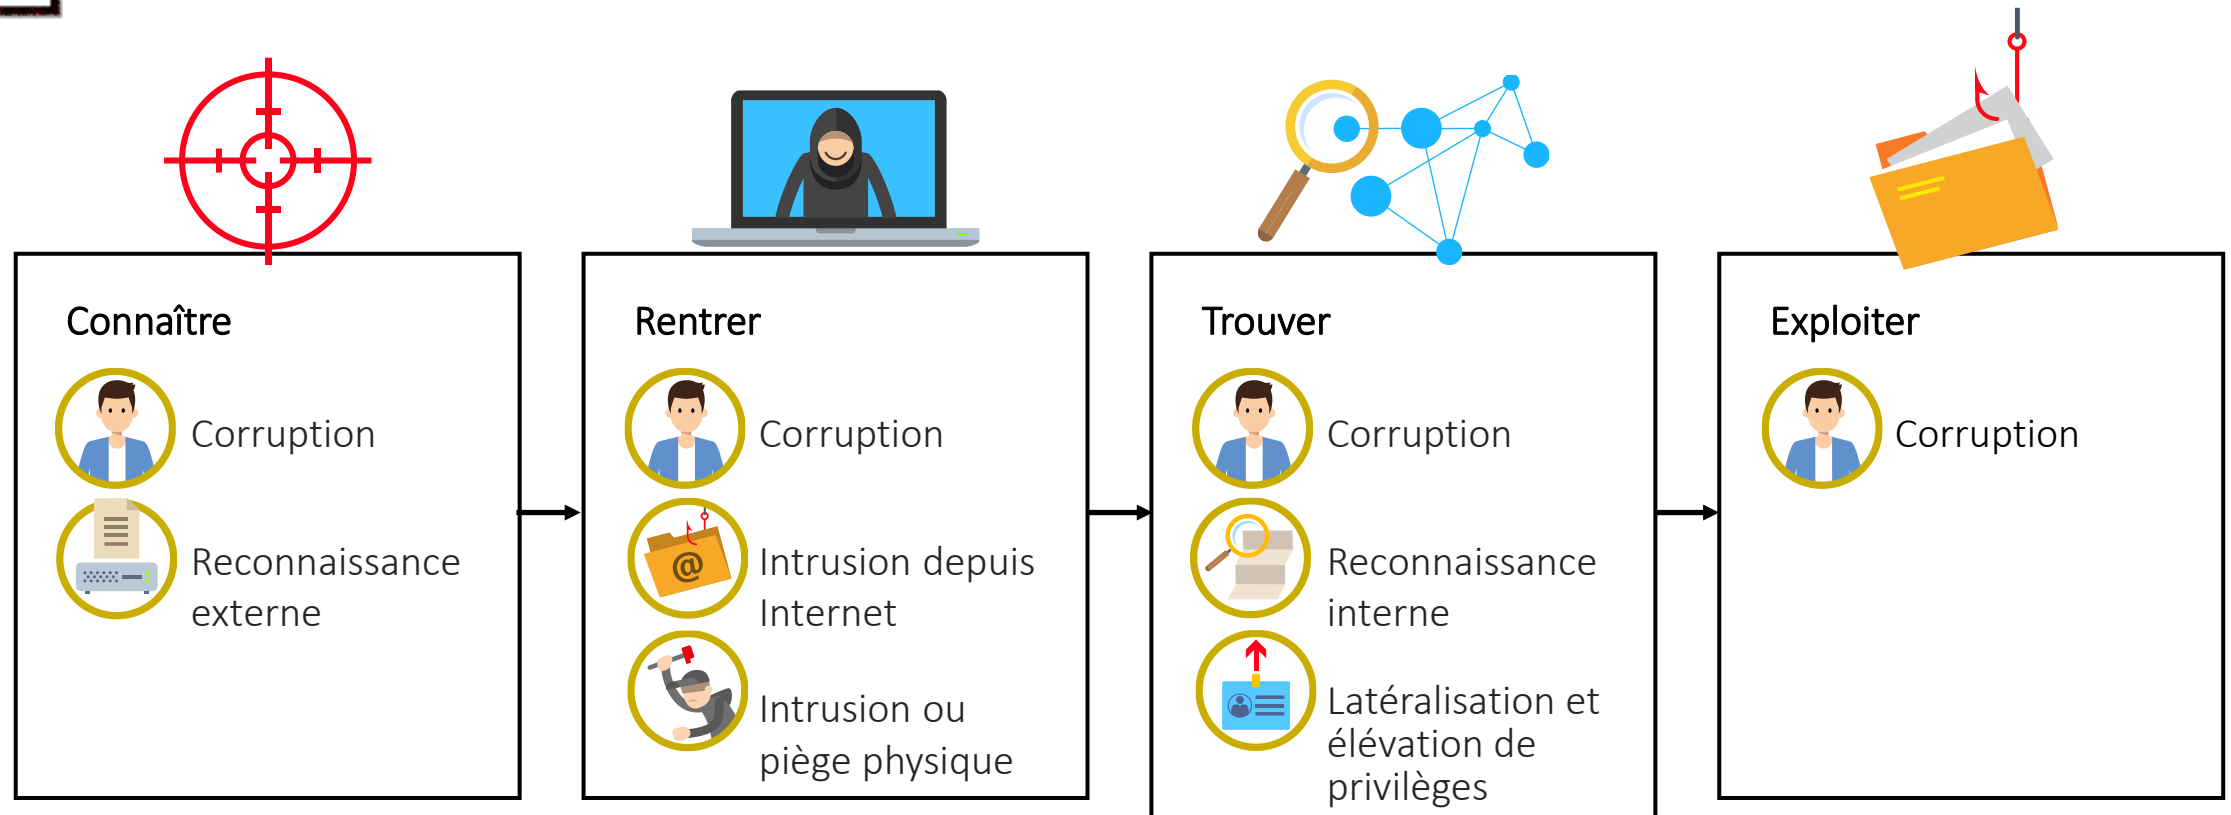 Connaître
Corruption
Reconnaissance
externe
Rentrer
Corruption
@
Intrusion depuis
Internet
Intrusion ou
piège physique
Trouver
Corruption
Reconnaissance
interne
Latéralisation et
élévation de
privilèges
Exploiter
Corruption